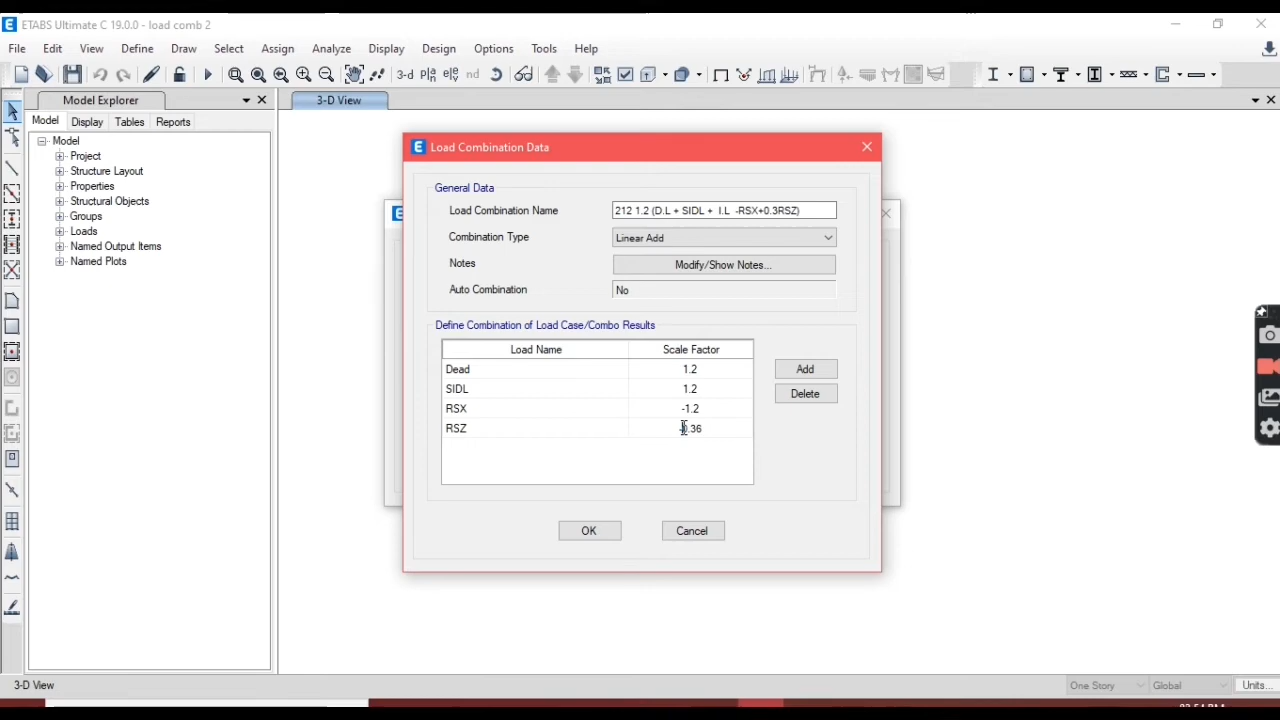 ETABS Ultimate C 19.0.0 - load comb 2
File Edit View Define Draw Select Assign Analyze Display Design Options Tools Help
3-d nd
Model Explorer
3-D View
Model Display Tables Reports
Model
Project
Structure Layout
Properties
Structural Objects
Groups
Loads
Named Output Items
Named Plots
Load Combination Data
General Data
Load Combination Name 212 1.2 (D.L + SIDL + I.L -RSX+0.3RSZ)
Combination Type Linear Add
Notes Modify/Show Notes...
Auto Combination No
Define Combination of Load Case/Combo Results
Load Name Scale Factor
Dead 1.2
SIDL 1.2
RSX -1.2
RSZ -0.36
Add
Delete
OK Cancel
3-D View One Story Global Units...